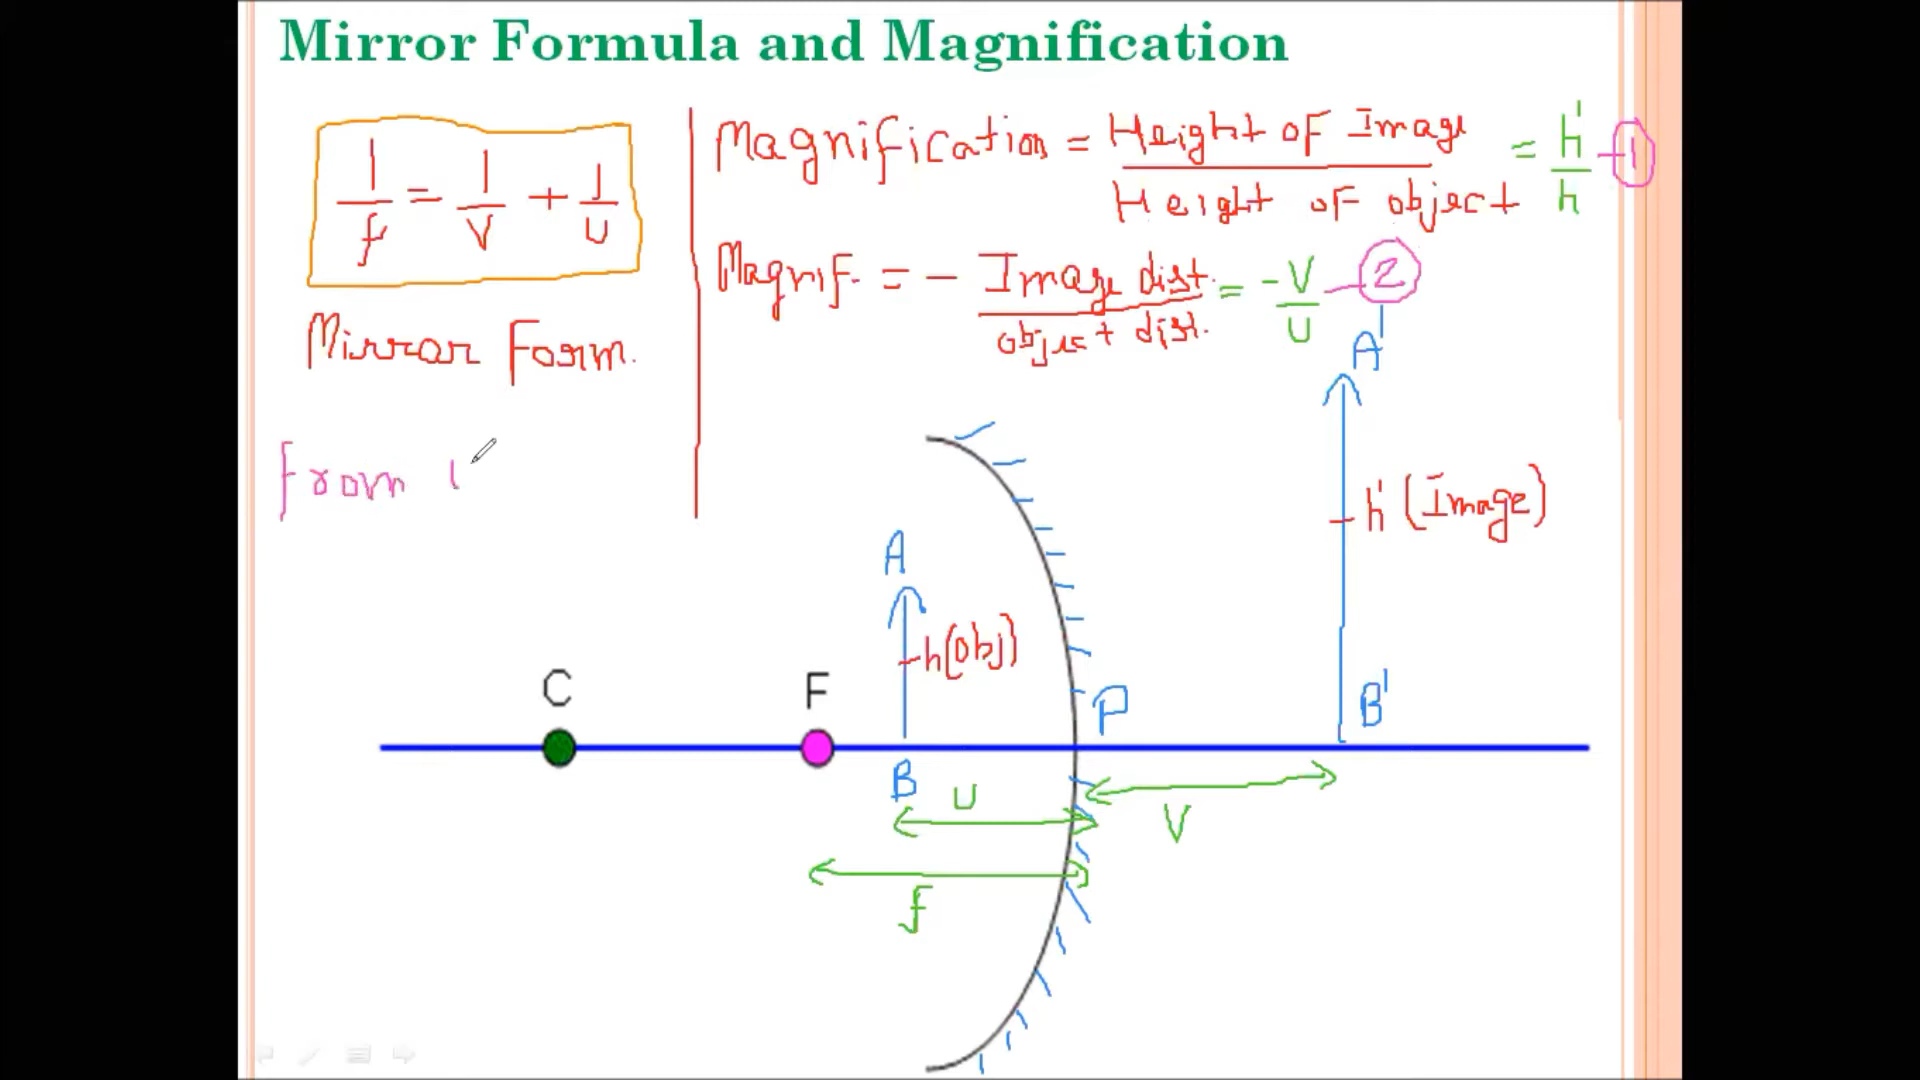 Mirror Formula and Magnification
1/f = 1/V + 1/U
Mirror Form.
Magnification = Height of Image / Height of object = h'/h - 1
Magnif. = - Image dist. / object dist. = -V/U - 2
From 1
A'
h' (Image)
A
h(Obj)
C
F
P
B'
B
U
V
f